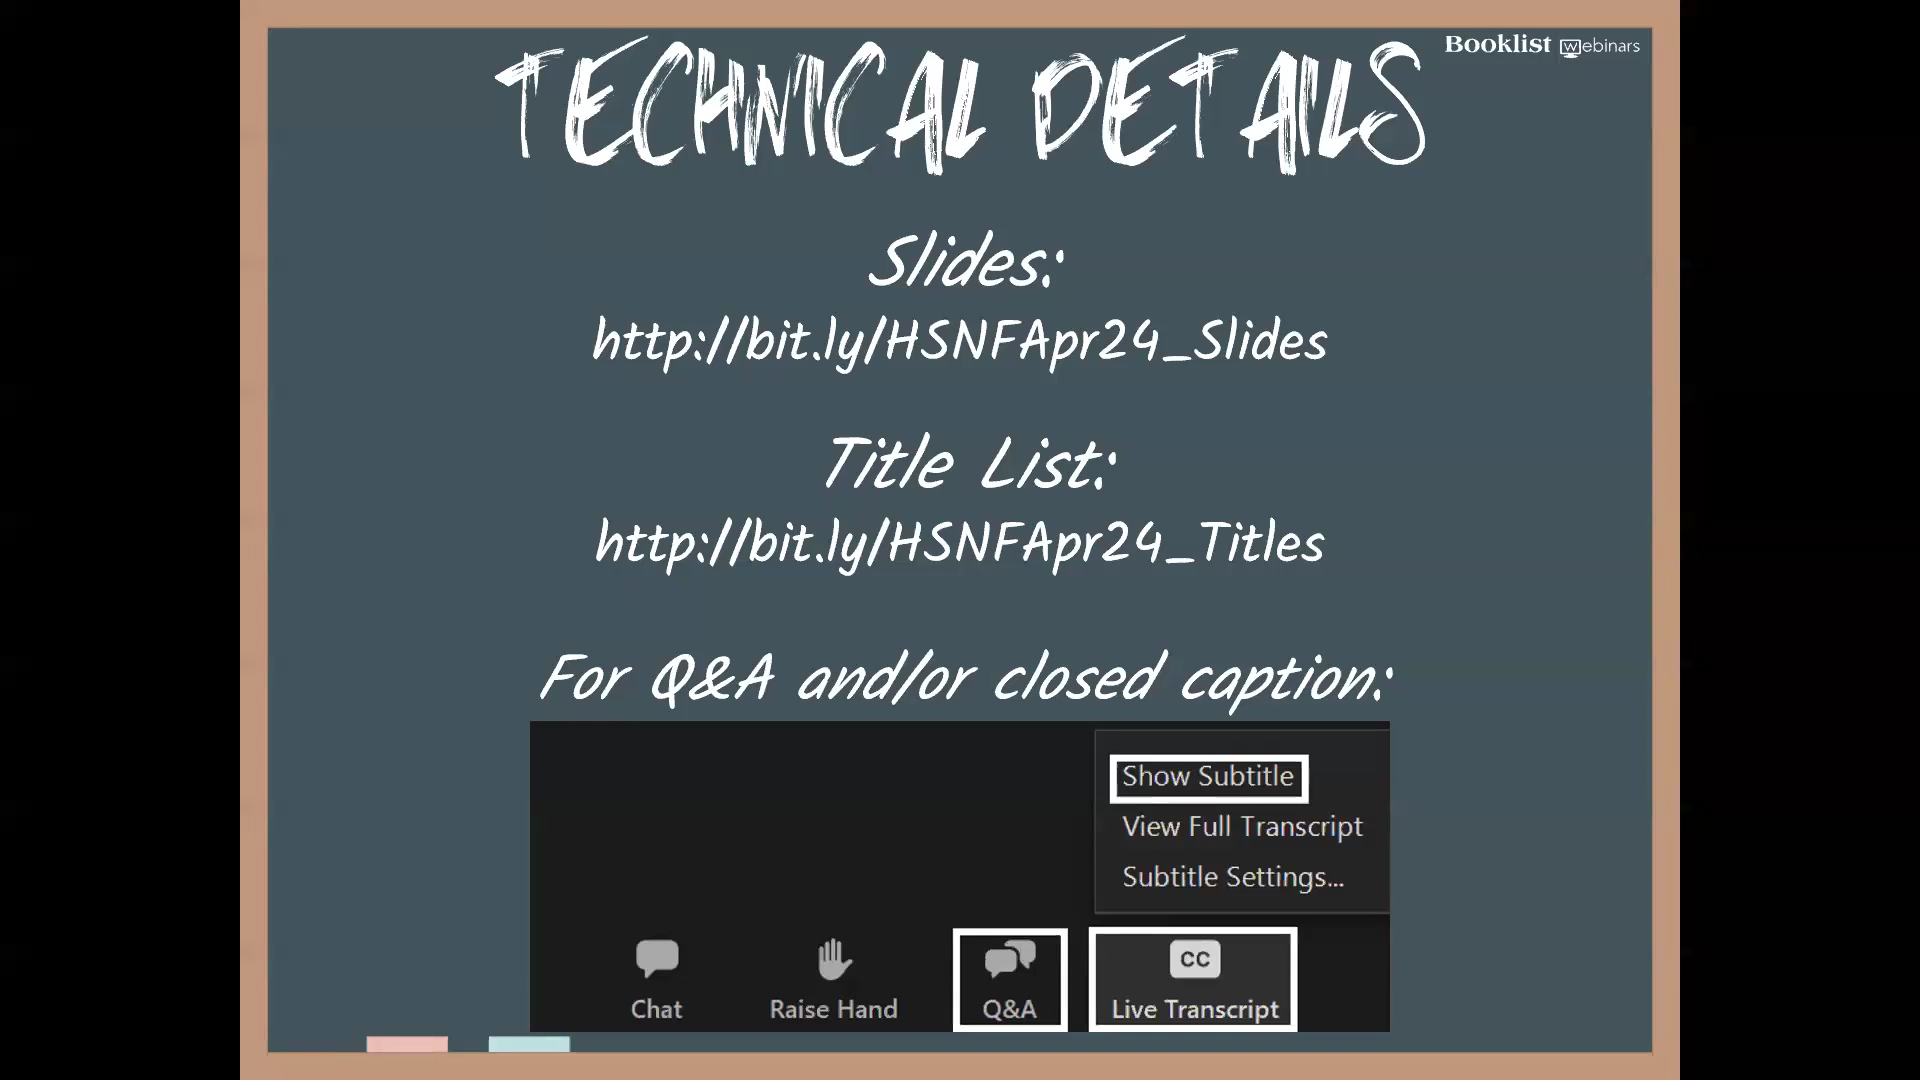 Booklist Webinars
TECHNICAL DETAILS
Slides:
http://bit.ly/HSNFApr24_Slides
Title List:
http://bit.ly/HSNFApr24_Titles
For Q&A and/or closed caption:
Show Subtitle
View Full Transcript
Subtitle Settings...
CC
Chat Raise Hand Q&A Live Transcript